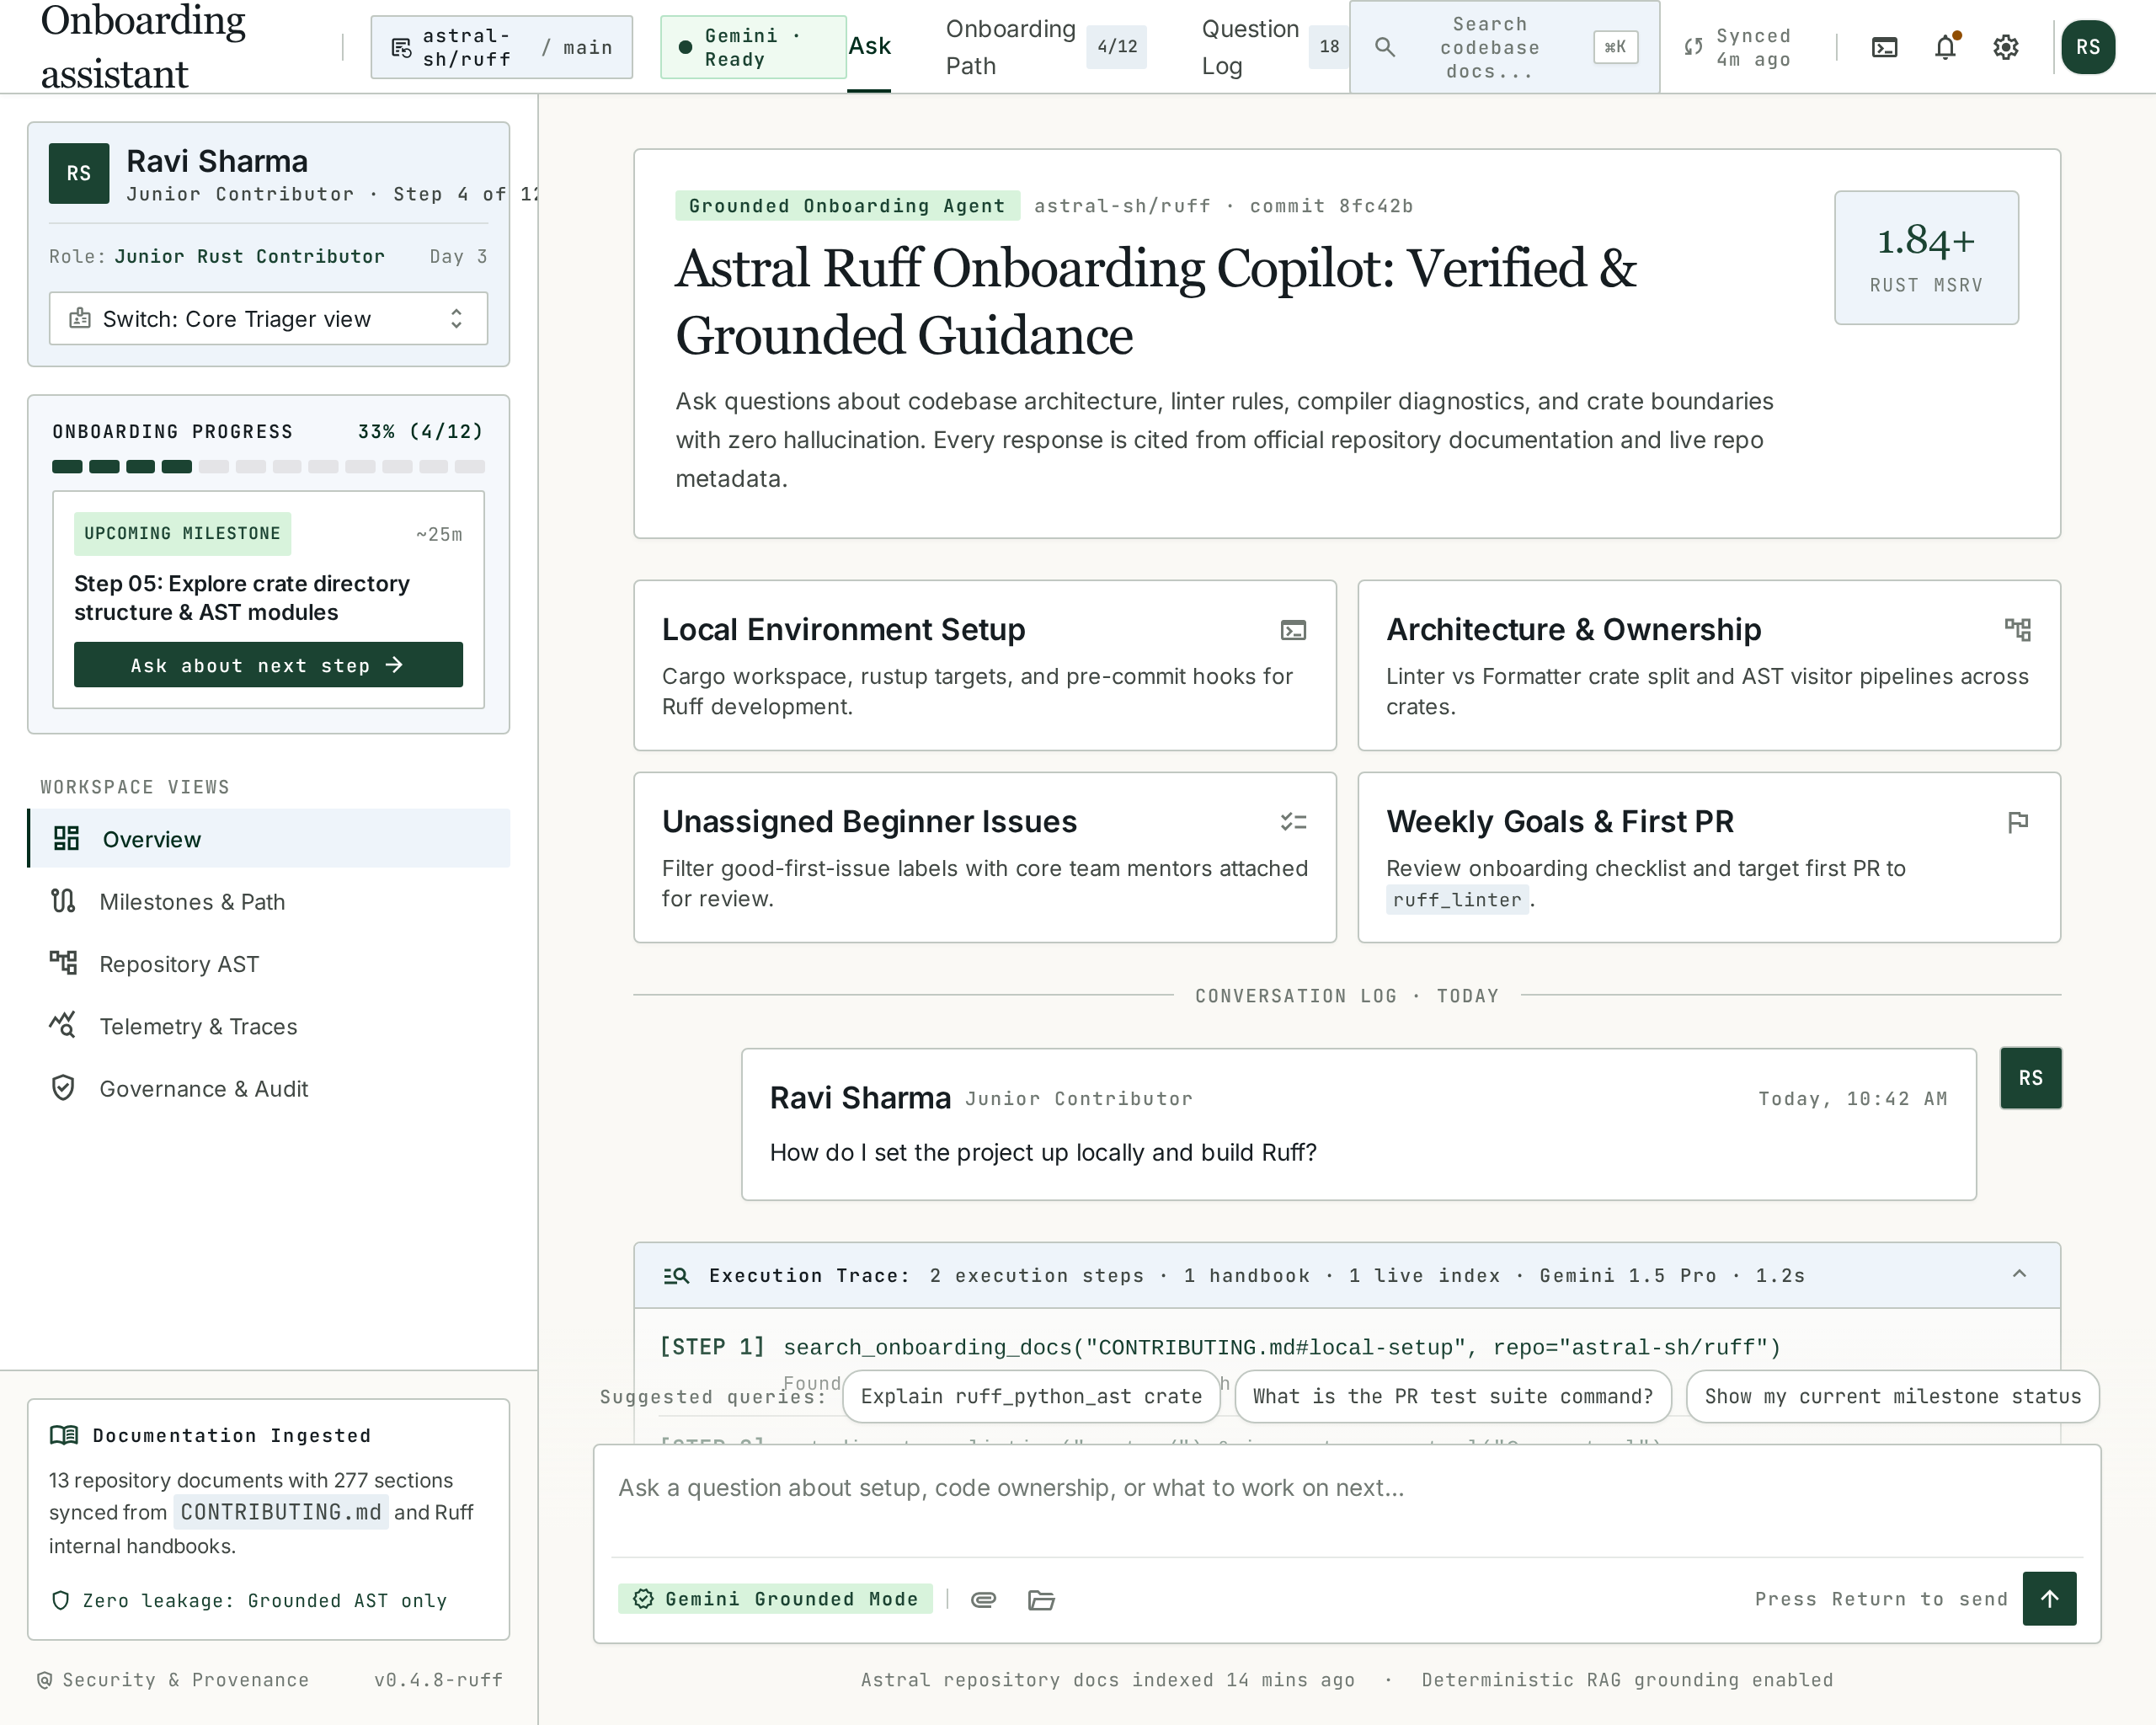 Onboarding
assistant
astral-
sh/ruff / main
Gemini ·
Ready
Ask
Onboarding
Path
4/12
Question
Log
18
Search
codebase
docs...
⌘K
Synced
4m ago
RS
RS
Ravi Sharma
Junior Contributor · Step 4 of 12
Role: Junior Rust Contributor
Day 3
Switch: Core Triager view
ONBOARDING PROGRESS
33% (4/12)
UPCOMING MILESTONE
~25m
Step 05: Explore crate directory
structure & AST modules
Ask about next step →
WORKSPACE VIEWS
Overview
Milestones & Path
Repository AST
Telemetry & Traces
Governance & Audit
Documentation Ingested
13 repository documents with 277 sections
synced from CONTRIBUTING.md and Ruff
internal handbooks.
Zero leakage: Grounded AST only
Security & Provenance
v0.4.8-ruff
Grounded Onboarding Agent
astral-sh/ruff · commit 8fc42b
Astral Ruff Onboarding Copilot: Verified &
Grounded Guidance
Ask questions about codebase architecture, linter rules, compiler diagnostics, and crate boundaries
with zero hallucination. Every response is cited from official repository documentation and live repo
metadata.
1.84+
RUST MSRV
Local Environment Setup
Cargo workspace, rustup targets, and pre-commit hooks for
Ruff development.
Architecture & Ownership
Linter vs Formatter crate split and AST visitor pipelines across
crates.
Unassigned Beginner Issues
Filter good-first-issue labels with core team mentors attached
for review.
Weekly Goals & First PR
Review onboarding checklist and target first PR to
ruff_linter.
CONVERSATION LOG · TODAY
Ravi Sharma Junior Contributor
Today, 10:42 AM
How do I set the project up locally and build Ruff?
RS
Execution Trace: 2 execution steps · 1 handbook · 1 live index · Gemini 1.5 Pro · 1.2s
[STEP 1] search_onboarding_docs("CONTRIBUTING.md#local-setup", repo="astral-sh/ruff")
Found
Suggested queries:
Explain ruff_python_ast crate
What is the PR test suite command?
Show my current milestone status
Ask a question about setup, code ownership, or what to work on next...
Gemini Grounded Mode
Press Return to send
Astral repository docs indexed 14 mins ago · Deterministic RAG grounding enabled